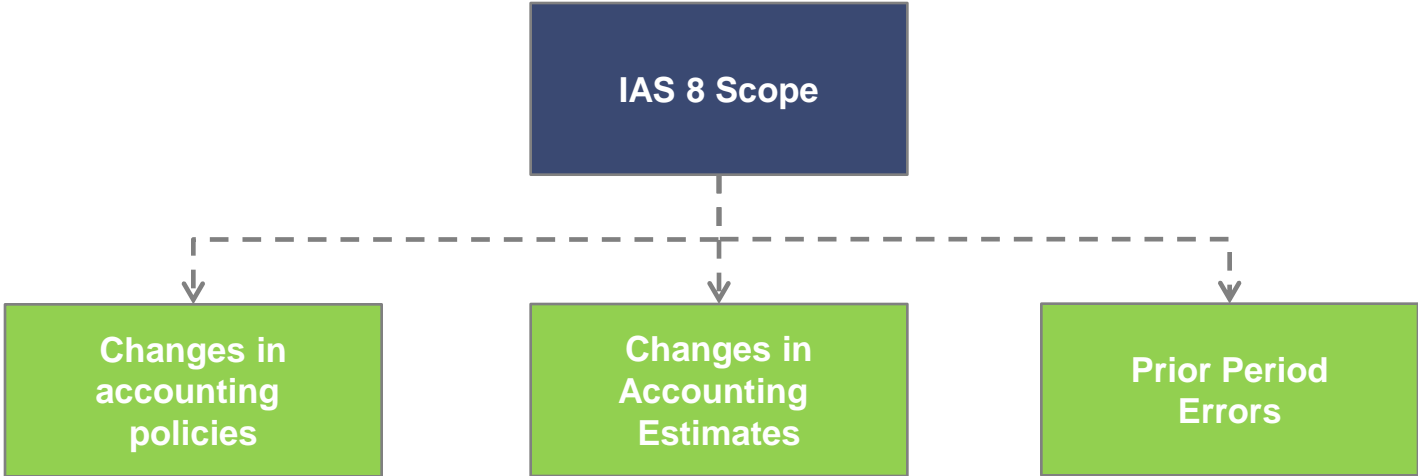 IAS 8 Scope
Changes in
accounting
policies
Changes in
Accounting
Estimates
Prior Period
Errors